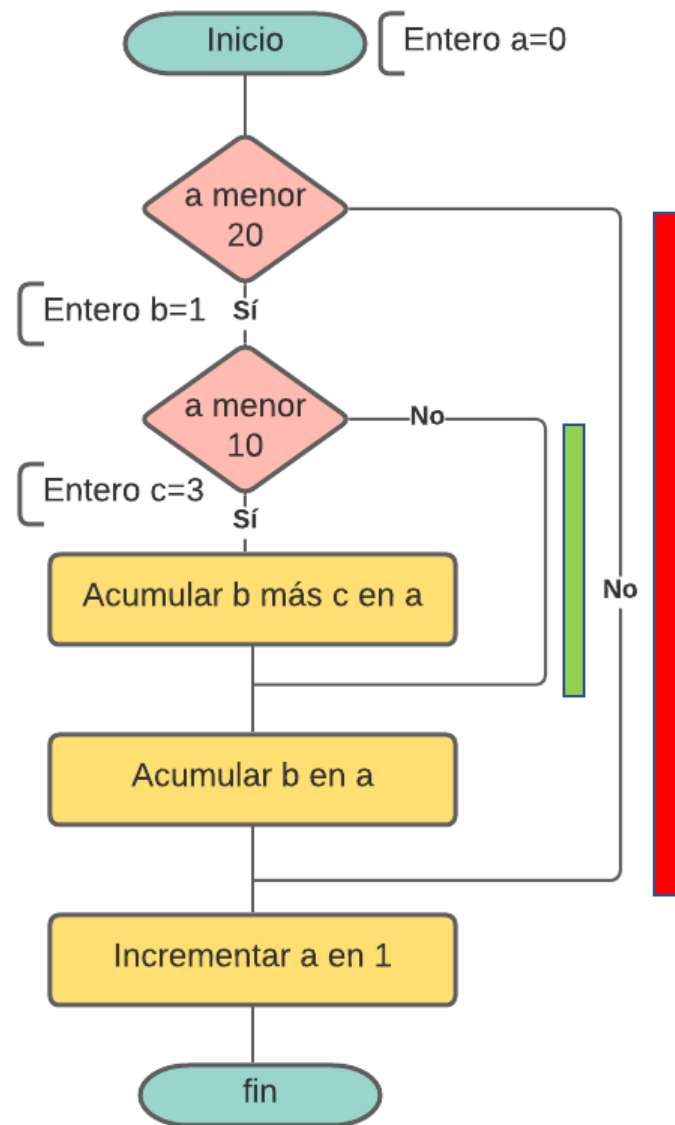 Inicio
Entero a=0
a menor
20
Entero b=1
Sí
a menor
10
No
Entero c=3
Sí
Acumular b más c en a
No
Acumular b en a
Incrementar a en 1
fin